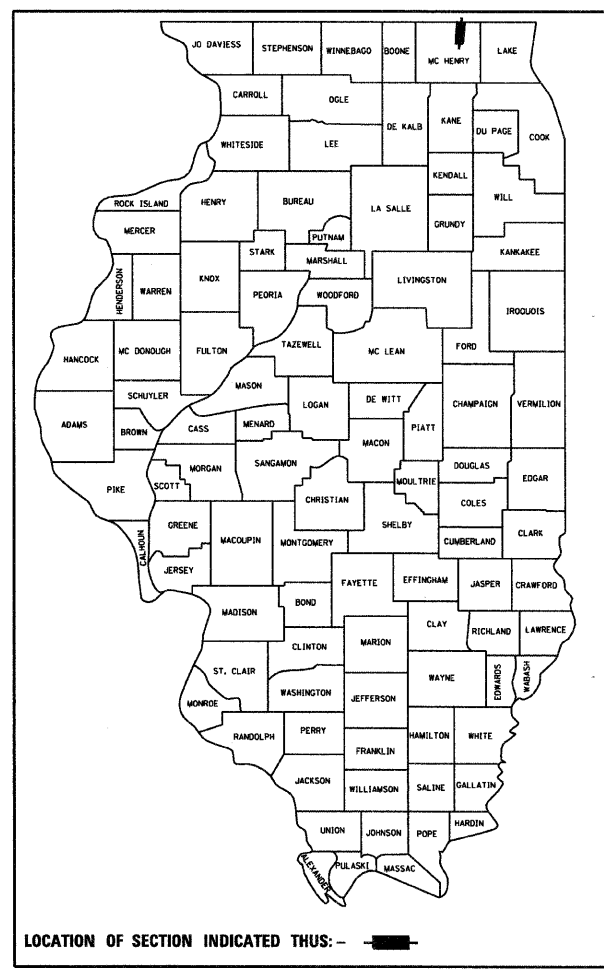 JO DAVIESS
STEPHENSON
WINNEBAGO
BOONE
MC HENRY
LAKE
CARROLL
OGLE
DE KALB
KANE
DU PAGE
COOK
WHITESIDE
LEE
KENDALL
WILL
ROCK ISLAND
HENRY
BUREAU
LA SALLE
GRUNDY
MERCER
PUTNAM
STARK
MARSHALL
KANKAKEE
HENDERSON
WARREN
KNOX
PEORIA
WOODFORD
LIVINGSTON
IROQUOIS
TAZEWELL
HANCOCK
MC DONOUGH
FULTON
MC LEAN
FORD
MASON
SCHUYLER
LOGAN
DE WITT
CHAMPAIGN
VERMILION
ADAMS
BROWN
CASS
MENARD
MACON
PIATT
MORGAN
SANGAMON
DOUGLAS
EDGAR
PIKE
SCOTT
CHRISTIAN
MOULTRIE
COLES
GREENE
MACOUPIN
MONTGOMERY
SHELBY
CUMBERLAND
CLARK
CALHOUN
JERSEY
FAYETTE
EFFINGHAM
JASPER
CRAWFORD
MADISON
BOND
CLAY
RICHLAND
LAWRENCE
CLINTON
MARION
ST. CLAIR
WAYNE
EDWARDS
WABASH
MONROE
WASHINGTON
JEFFERSON
RANDOLPH
PERRY
HAMILTON
WHITE
FRANKLIN
JACKSON
WILLIAMSON
SALINE
GALLATIN
UNION
JOHNSON
POPE
HARDIN
ALEXANDER
PULASKI
MASSAC
LOCATION OF SECTION INDICATED THUS: –